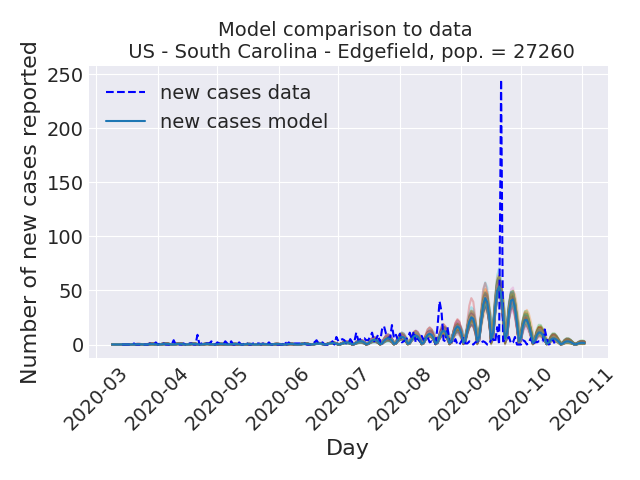 Model comparison to data
US - South Carolina - Edgefield, pop. = 27260
Number of new cases reported
250
200
150
100
50
0
new cases data
new cases model
2020-03
2020-04
2020-05
2020-06
2020-07
2020-08
2020-09
2020-10
2020-11
Day